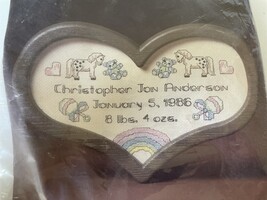 Christopher Jon Anderson
January 5, 1986
8 lbs. 4 ozs.